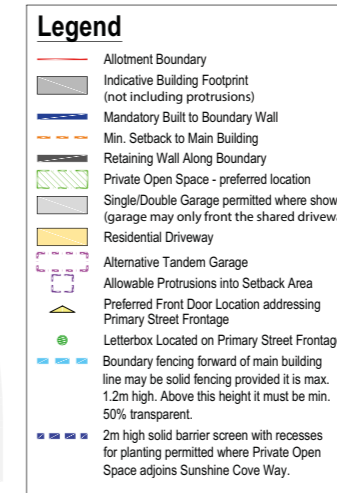 Legend
Allotment Boundary
Indicative Building Footprint
(not including protrusions)
Mandatory Built to Boundary Wall
Min. Setback to Main Building
Retaining Wall Along Boundary
Private Open Space - preferred location
Single/Double Garage permitted where show
(garage may only front the shared drivewa
Residential Driveway
Alternative Tandem Garage
Allowable Protrusions into Setback Area
Preferred Front Door Location addressing
Primary Street Frontage
Letterbox Located on Primary Street Frontag
Boundary fencing forward of main building
line may be solid fencing provided it is max.
1.2m high. Above this height it must be min.
50% transparent.
2m high solid barrier screen with recesses
for planting permitted where Private Open
Space adjoins Sunshine Cove Way.